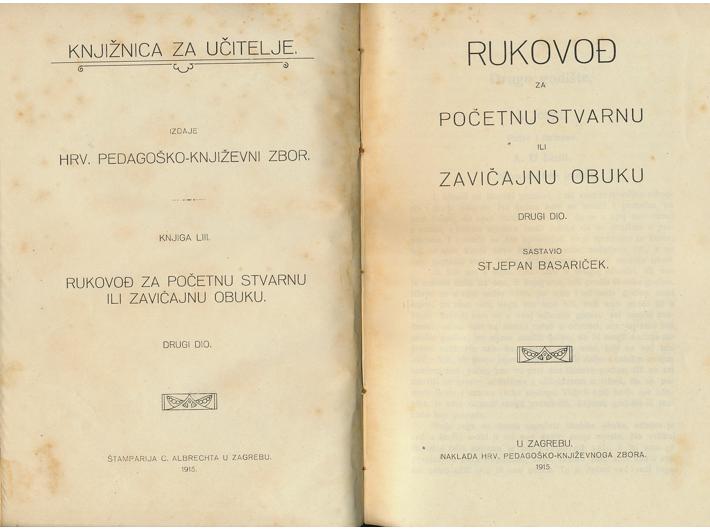 KNJIŽNICA ZA UČITELJE.
IZDAJE
HRV. PEDAGOŠKO-KNJIŽEVNI ZBOR.
KNJIGA LIII.
RUKOVOĐ ZA POČETNU STVARNU
ILI ZAVIČAJNU OBUKU.
DRUGI DIO.
ŠTAMPARIJA C. ALBRECHTA U ZAGREBU.
1915.
RUKOVOĐ
ZA
POČETNU STVARNU
ILI
ZAVIČAJNU OBUKU
DRUGI DIO.
SASTAVIO
STJEPAN BASARIČEK.
U ZAGREBU.
NAKLADA HRV. PEDAGOŠKO-KNJIŽEVNOGA ZBORA.
1915.